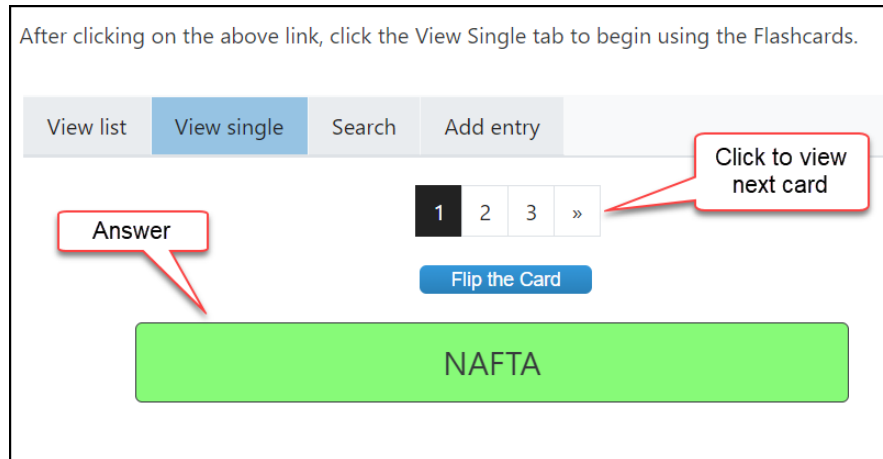 After clicking on the above link, click the View Single tab to begin using the Flashcards.
View list View single Search Add entry
Click to view
next card
1 2 3 »
Answer
Flip the Card
NAFTA